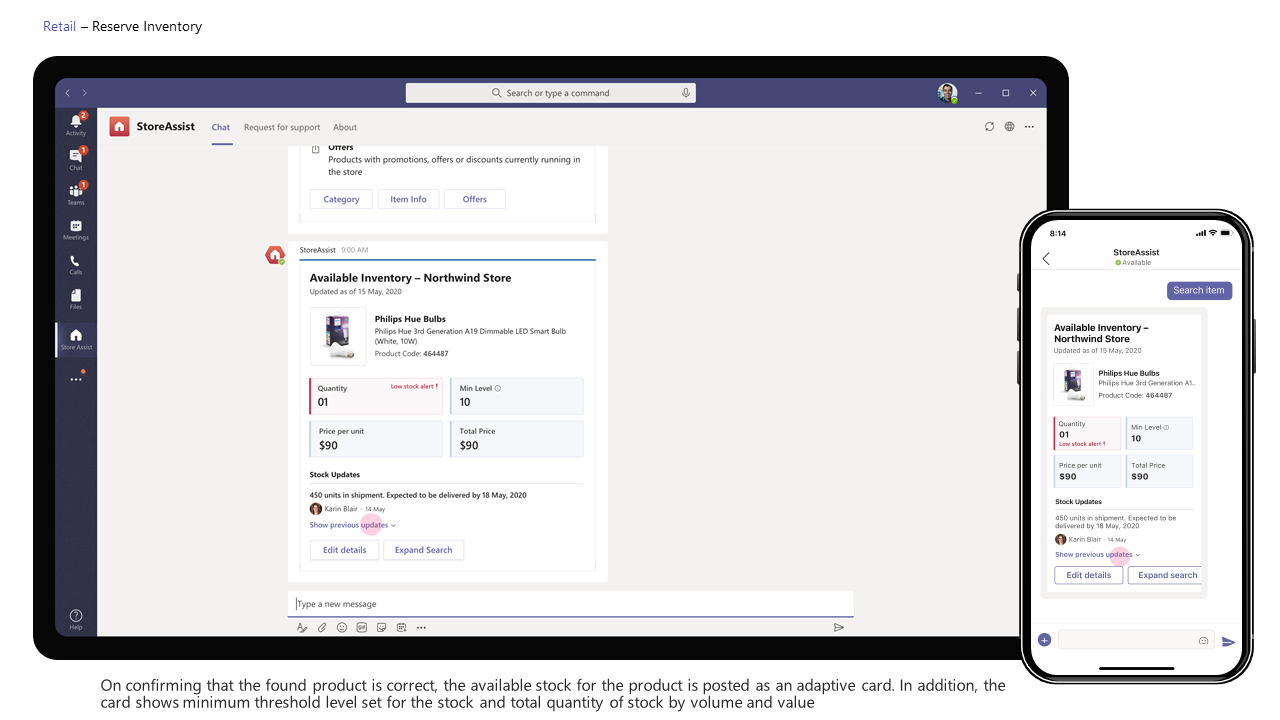 Retail – Reserve Inventory
Search or type a command
StoreAssist
Chat
Request for support
About
2
Activity
1
Chat
1
Teams
Meetings
Calls
Files
Store Assist
Help
Offers
Products with promotions, offers or discounts currently running in
the store
Category
Item Info
Offers
StoreAssist 9:00 AM
Available Inventory – Northwind Store
Updated as of 15 May, 2020
Philips Hue Bulbs
Philips Hue 3rd Generation A19 Dimmable LED Smart Bulb
(White, 10W)
Product Code: 464487
Quantity
Low stock alert !
01
Min Level
10
Price per unit
$90
Total Price
$90
Stock Updates
450 units in shipment. Expected to be delivered by 18 May, 2020
Karin Blair - 14 May
Show previous updates
Edit details
Expand Search
Type a new message
GIF
8:14
StoreAssist
Available
Search item
Available Inventory –
Northwind Store
Updated as of 15 May, 2020
Philips Hue Bulbs
Philips Hue 3rd Generation A1..
Product Code: 464487
Quantity
01
Low stock alert !
Min Level
10
Price per unit
$90
Total Price
$90
Stock Updates
450 units in shipment. Expected to be
delivered by 18 May, 2020
Karin Blair - 14 May
Show previous updates
Edit details
Expand search
On confirming that the found product is correct, the available stock for the product is posted as an adaptive card. In addition, the
card shows minimum threshold level set for the stock and total quantity of stock by volume and value